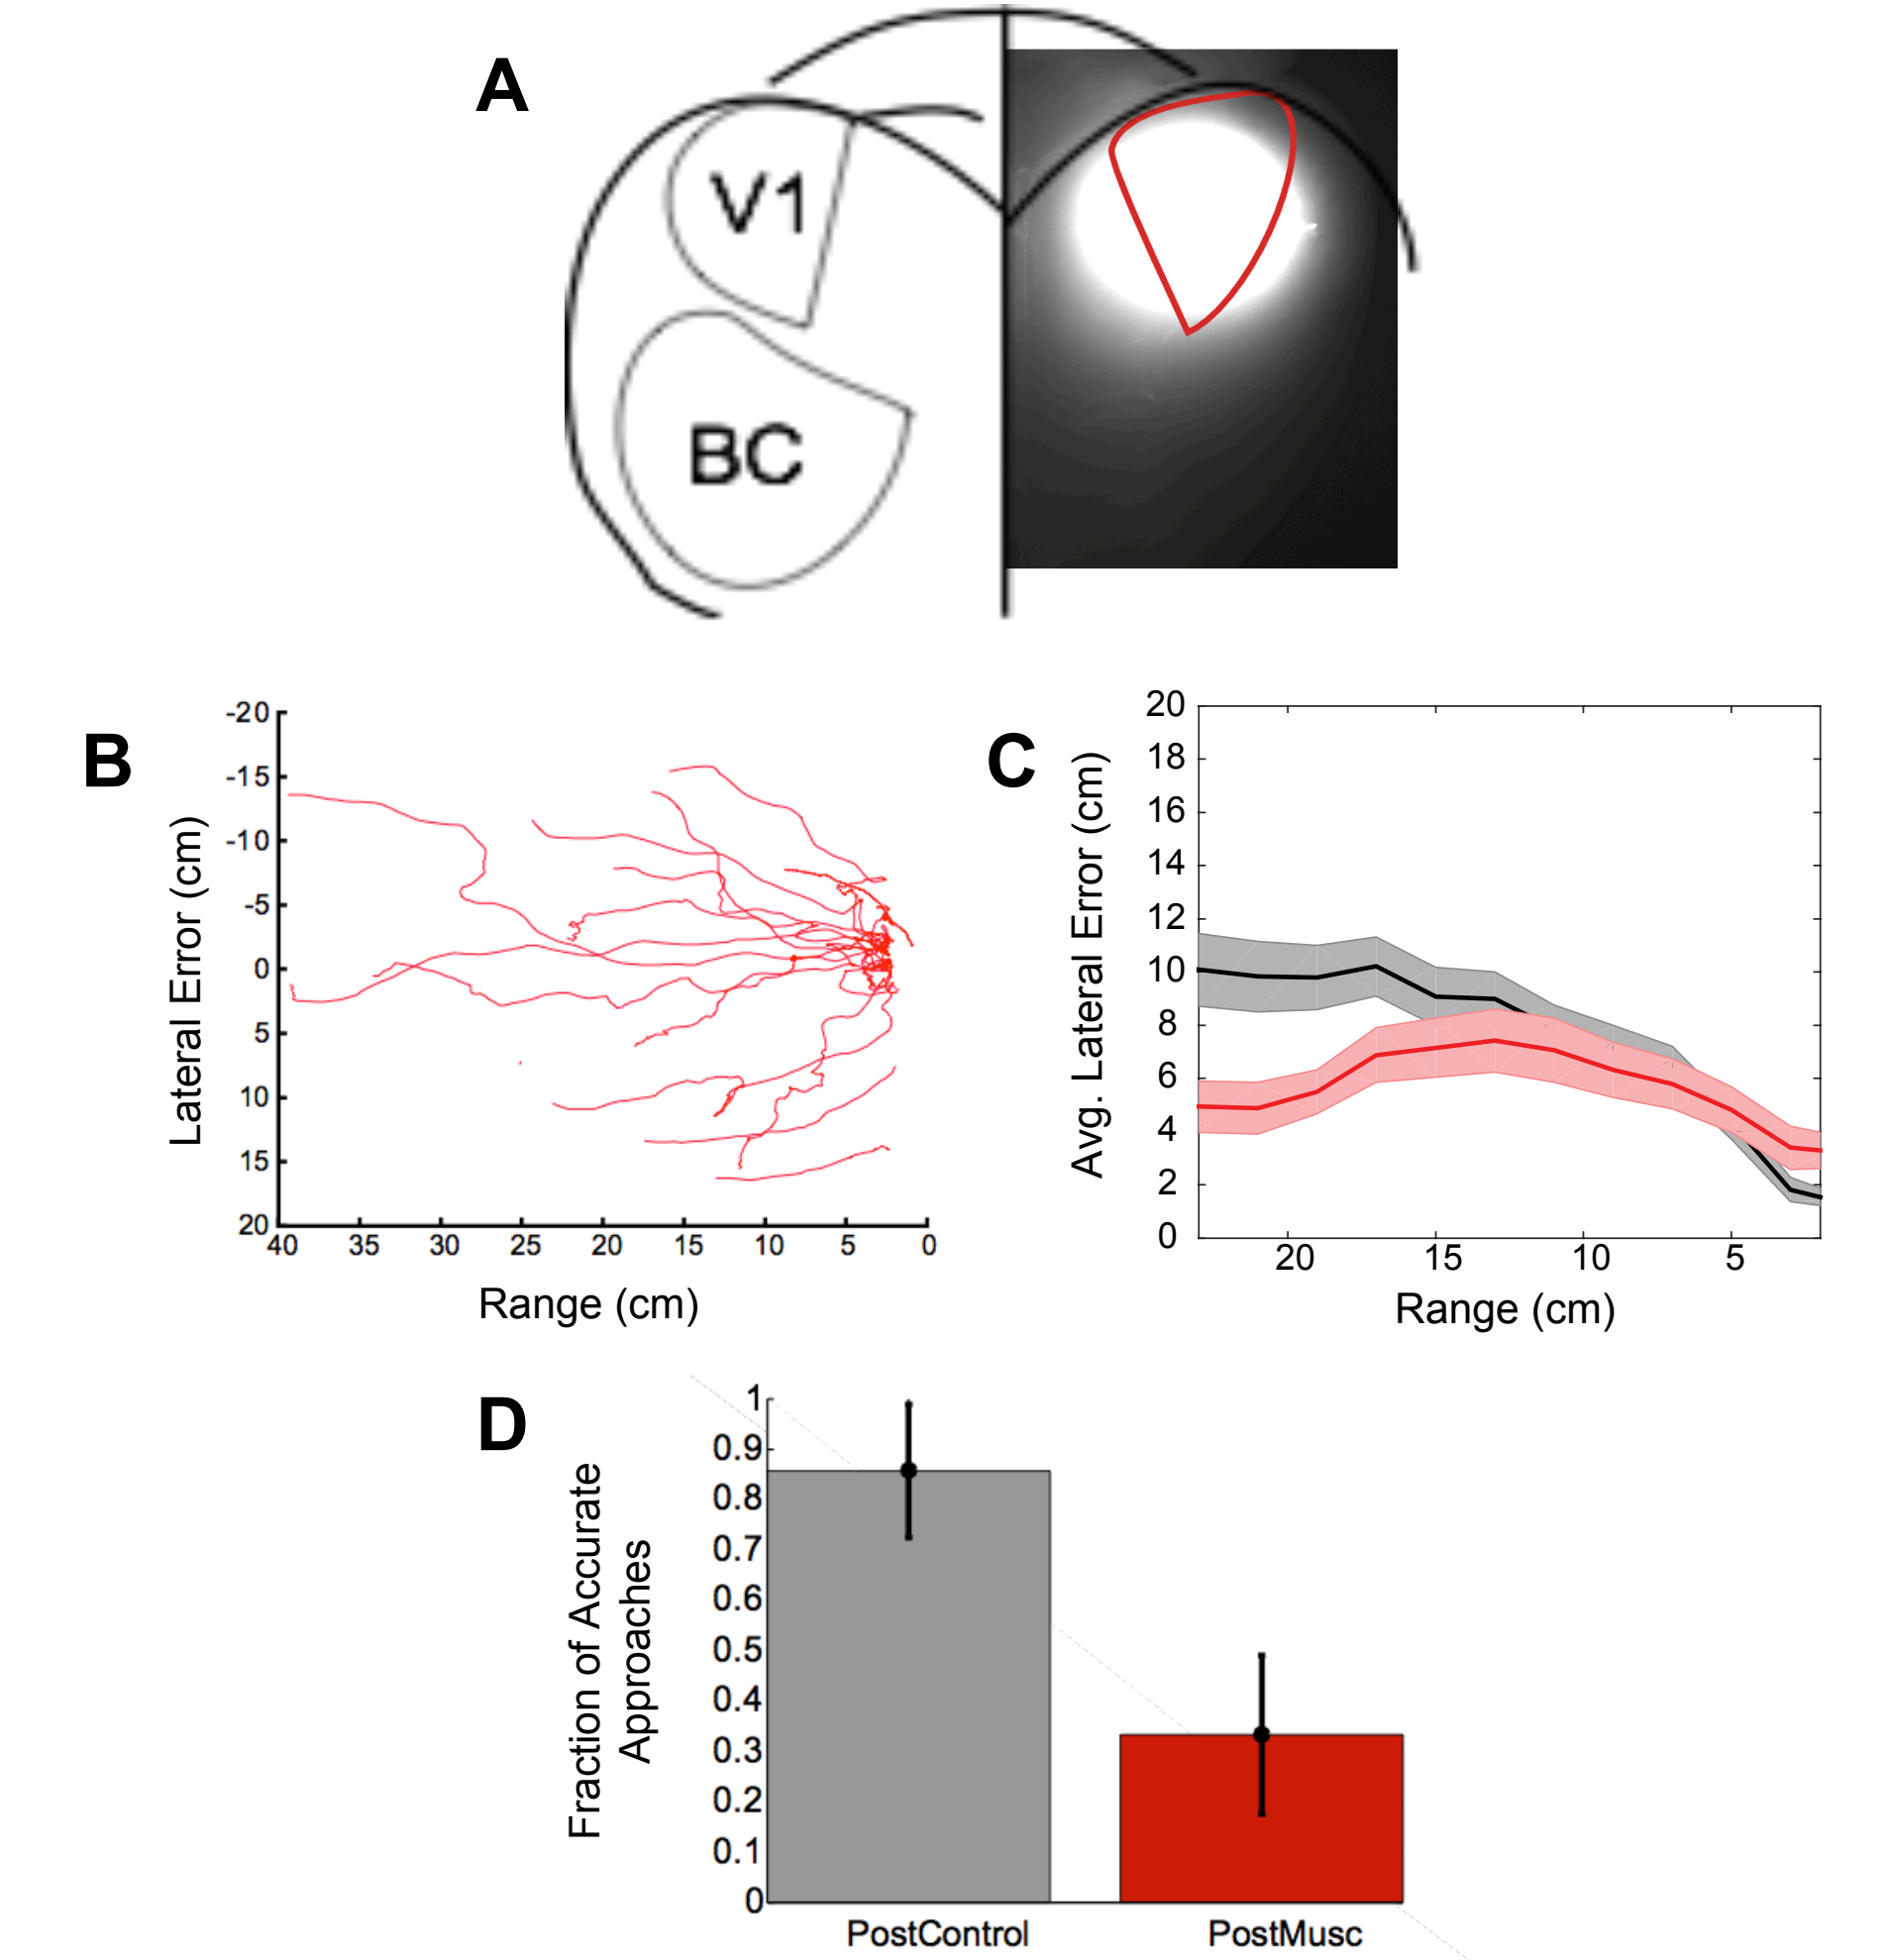 A
V1
BC
B
-20
-15
-10
-5
0
5
10
15
20
Lateral Error (cm)
40 35 30 25 20 15 10 5 0
Range (cm)
C
20
18
16
14
12
10
8
6
4
2
0
Avg. Lateral Error (cm)
20 15 10 5
Range (cm)
D
1
0.9
0.8
0.7
0.6
0.5
0.4
0.3
0.2
0.1
0
Fraction of Accurate
Approaches
PostControl PostMusc